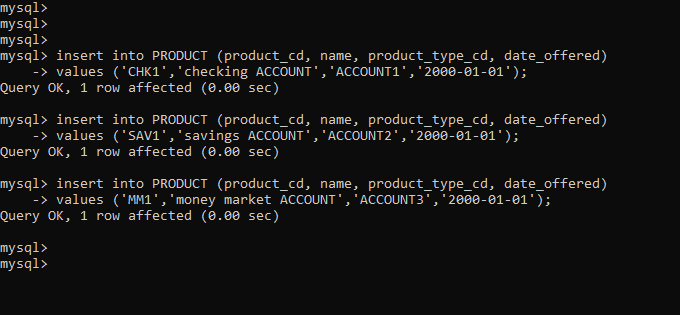 mysql>
mysql>
mysql>
mysql> insert into PRODUCT (product_cd, name, product_type_cd, date_offered)
    -> values ('CHK1','checking ACCOUNT','ACCOUNT1','2000-01-01');
Query OK, 1 row affected (0.00 sec)

mysql> insert into PRODUCT (product_cd, name, product_type_cd, date_offered)
    -> values ('SAV1','savings ACCOUNT','ACCOUNT2','2000-01-01');
Query OK, 1 row affected (0.00 sec)

mysql> insert into PRODUCT (product_cd, name, product_type_cd, date_offered)
    -> values ('MM1','money market ACCOUNT','ACCOUNT3','2000-01-01');
Query OK, 1 row affected (0.00 sec)

mysql>
mysql>